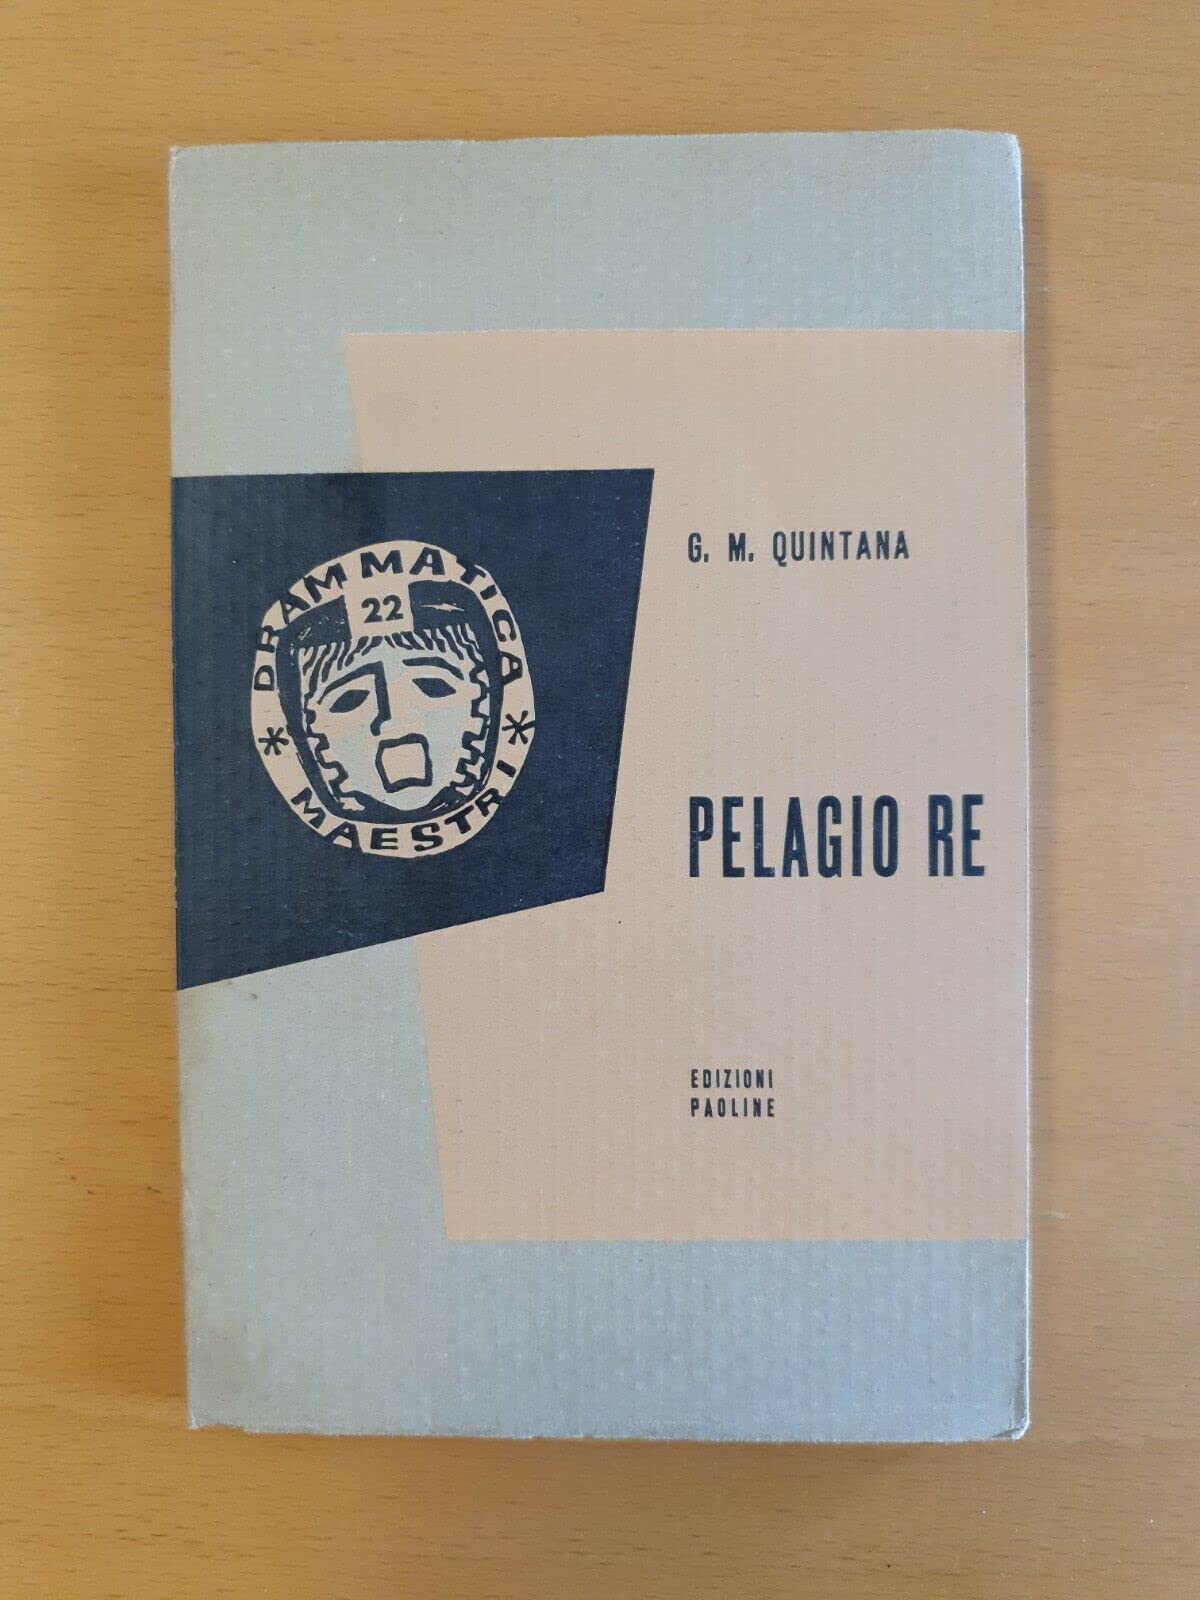 G. M. QUINTANA
DRAMMATICA
22
* MAESTRI *
PELAGIO RE
EDIZIONI
PAOLINE